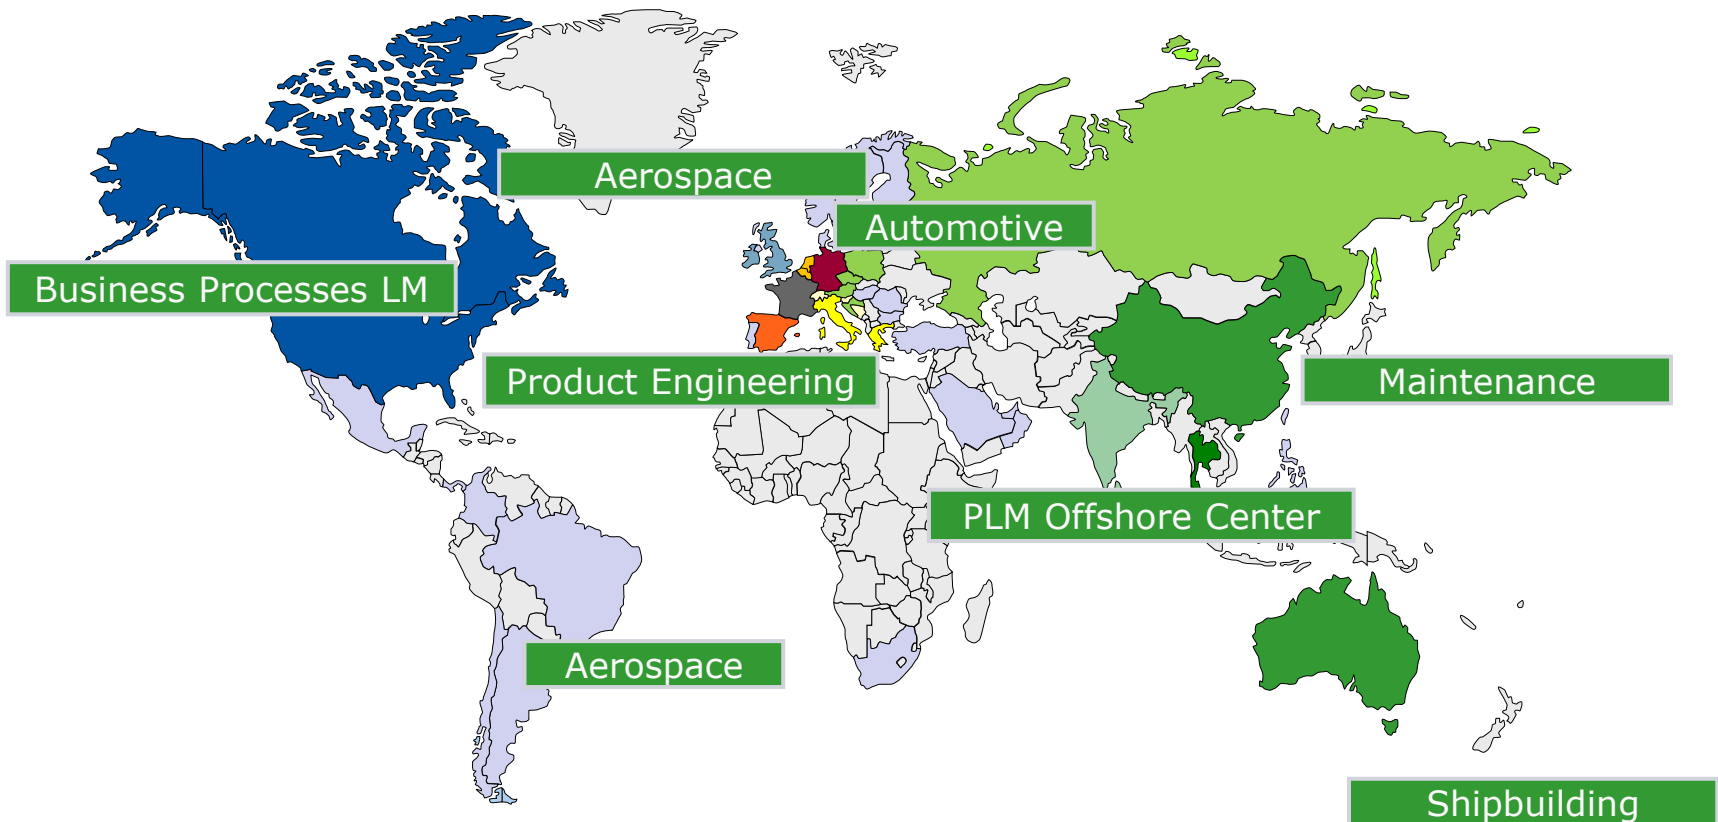 Aerospace
Automotive
Business Processes LM
Product Engineering
Maintenance
PLM Offshore Center
Aerospace
Shipbuilding